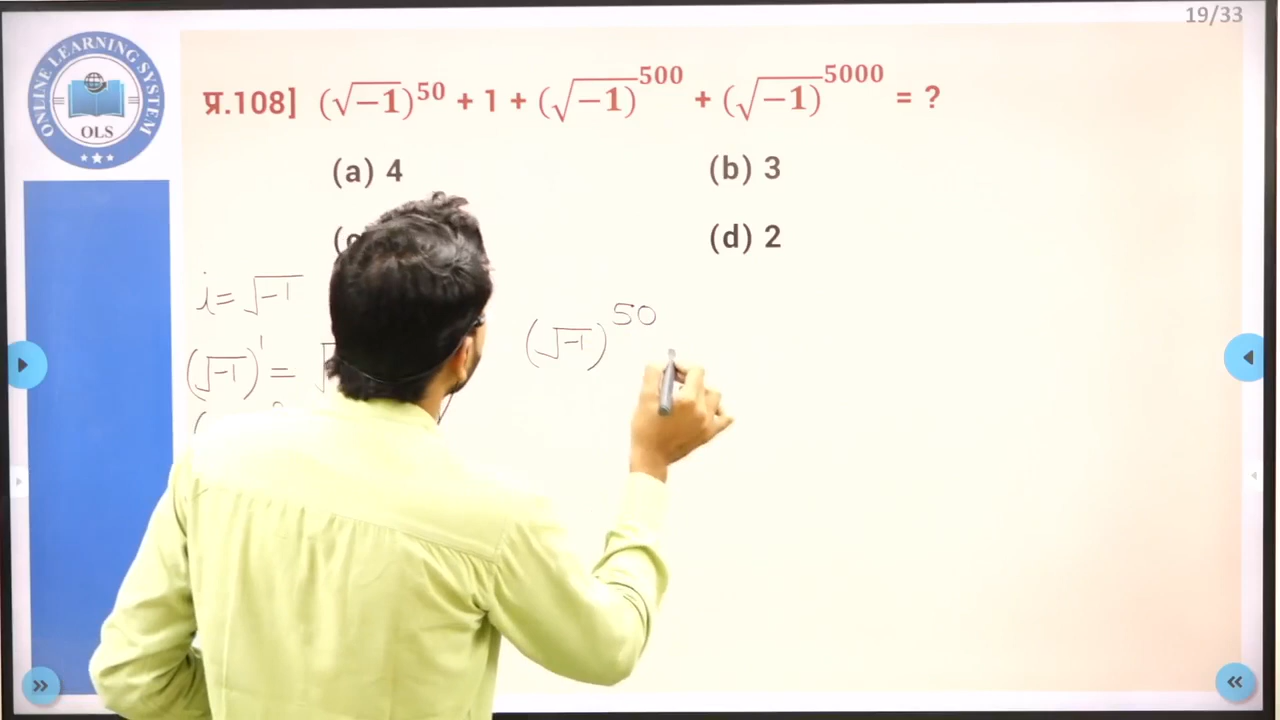 19/33
ONLINE LEARNING SYSTEM
OLS
प्र.108] (√−1)^50 + 1 + (√−1)^500 + (√−1)^5000 = ?
(a) 4 (b) 3
(d) 2
i = √−1
(√−1)^1 =
(√−1)^50